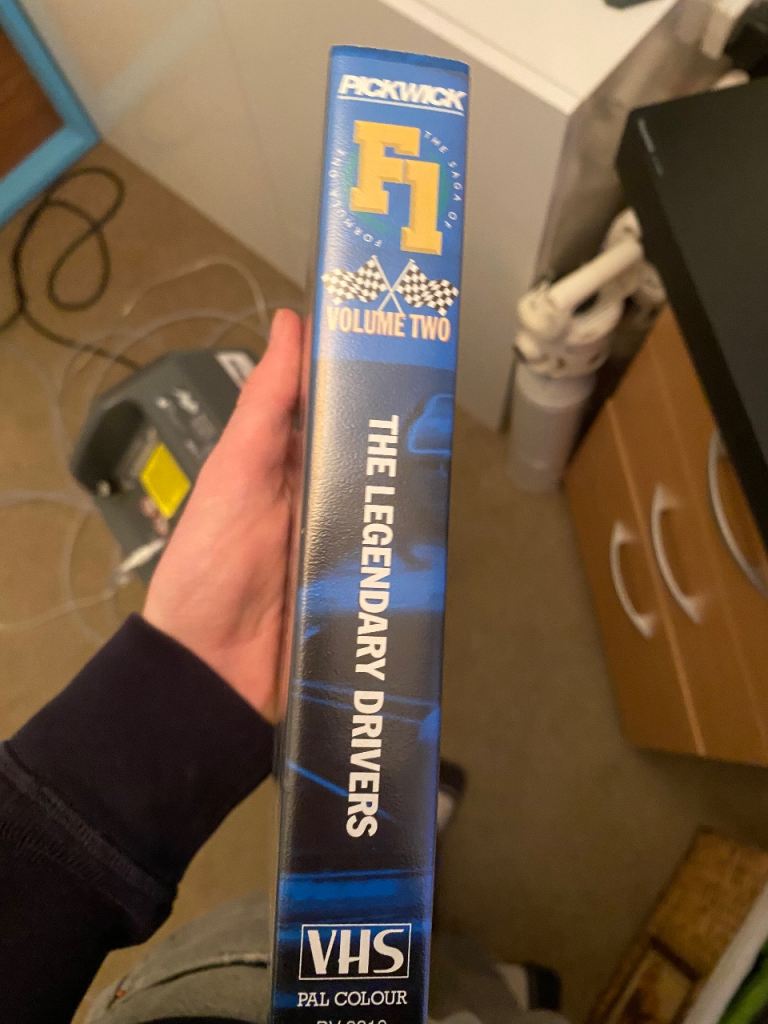 PICKWICK
F1
THE SAGA OF
FORMULA ONE
VOLUME TWO
THE LEGENDARY DRIVERS
VHS
PAL COLOUR